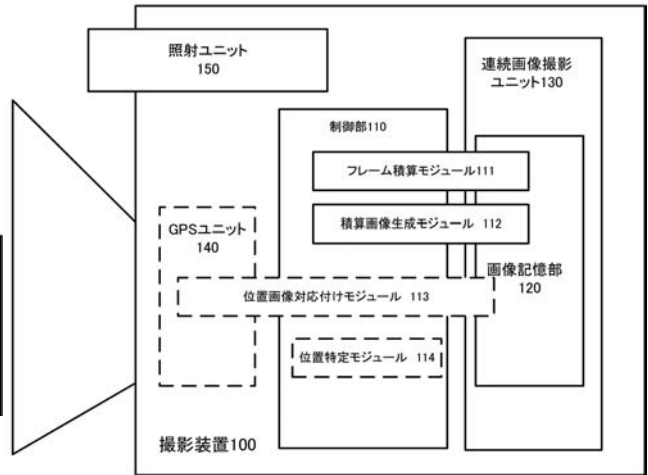 照射ユニット
150
連続画像撮影
ユニット130
制御部110
フレーム積算モジュール111
積算画像生成モジュール 112
GPSユニット
140
画像記憶部
120
位置画像対応付けモジュール 113
位置特定モジュール 114
撮影装置100